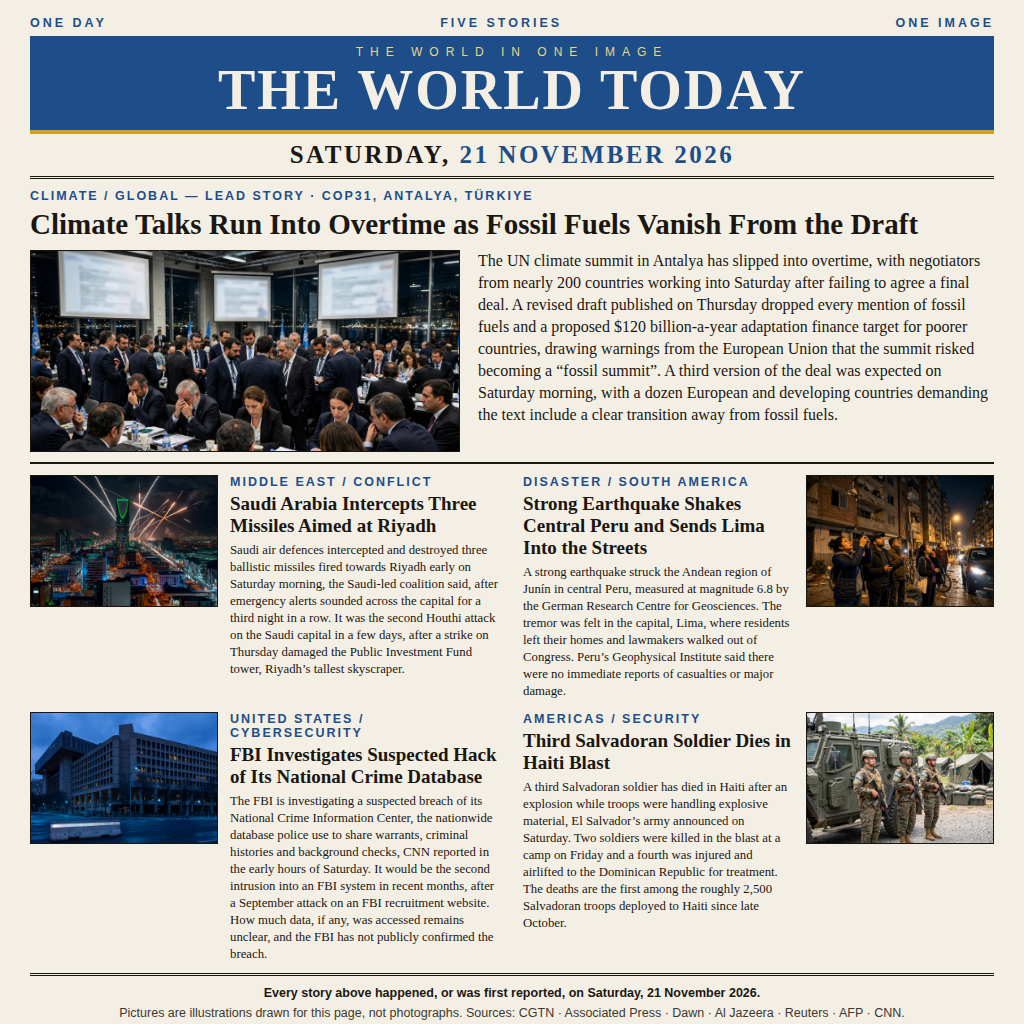 ONE DAY
FIVE STORIES
ONE IMAGE
THE WORLD IN ONE IMAGE
THE WORLD TODAY
SATURDAY, 21 NOVEMBER 2026
CLIMATE / GLOBAL — LEAD STORY · COP31, ANTALYA, TÜRKIYE
Climate Talks Run Into Overtime as Fossil Fuels Vanish From the Draft
The UN climate summit in Antalya has slipped into overtime, with negotiators
from nearly 200 countries working into Saturday after failing to agree a final
deal. A revised draft published on Thursday dropped every mention of fossil
fuels and a proposed $120 billion-a-year adaptation finance target for poorer
countries, drawing warnings from the European Union that the summit risked
becoming a “fossil summit”. A third version of the deal was expected on
Saturday morning, with a dozen European and developing countries demanding
the text include a clear transition away from fossil fuels.
MIDDLE EAST / CONFLICT
Saudi Arabia Intercepts Three
Missiles Aimed at Riyadh
Saudi air defences intercepted and destroyed three
ballistic missiles fired towards Riyadh early on
Saturday morning, the Saudi-led coalition said, after
emergency alerts sounded across the capital for a
third night in a row. It was the second Houthi attack
on the Saudi capital in a few days, after a strike on
Thursday damaged the Public Investment Fund
tower, Riyadh’s tallest skyscraper.
DISASTER / SOUTH AMERICA
Strong Earthquake Shakes
Central Peru and Sends Lima
Into the Streets
A strong earthquake struck the Andean region of
Junín in central Peru, measured at magnitude 6.8 by
the German Research Centre for Geosciences. The
tremor was felt in the capital, Lima, where residents
left their homes and lawmakers walked out of
Congress. Peru’s Geophysical Institute said there
were no immediate reports of casualties or major
damage.
UNITED STATES /
CYBERSECURITY
FBI Investigates Suspected Hack
of Its National Crime Database
The FBI is investigating a suspected breach of its
National Crime Information Center, the nationwide
database police use to share warrants, criminal
histories and background checks, CNN reported in
the early hours of Saturday. It would be the second
intrusion into an FBI system in recent months, after
a September attack on an FBI recruitment website.
How much data, if any, was accessed remains
unclear, and the FBI has not publicly confirmed the
breach.
AMERICAS / SECURITY
Third Salvadoran Soldier Dies in
Haiti Blast
A third Salvadoran soldier has died in Haiti after an
explosion while troops were handling explosive
material, El Salvador’s army announced on
Saturday. Two soldiers were killed in the blast at a
camp on Friday and a fourth was injured and
airlifted to the Dominican Republic for treatment.
The deaths are the first among the roughly 2,500
Salvadoran troops deployed to Haiti since late
October.
Every story above happened, or was first reported, on Saturday, 21 November 2026.
Pictures are illustrations drawn for this page, not photographs. Sources: CGTN · Associated Press · Dawn · Al Jazeera · Reuters · AFP · CNN.